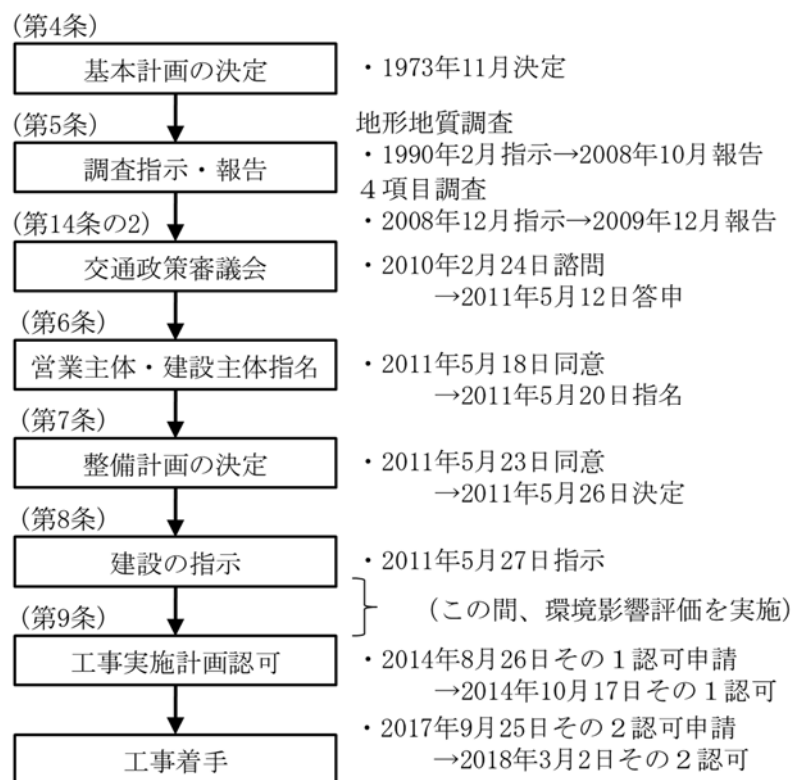 (第4条)
基本計画の決定
・1973年11月決定
(第5条)
調査指示・報告
地形地質調査
・1990年2月指示→2008年10月報告
４項目調査
・2008年12月指示→2009年12月報告
(第14条の2)
交通政策審議会
・2010年2月24日諮問
→2011年5月12日答申
(第6条)
営業主体・建設主体指名
・2011年5月18日同意
→2011年5月20日指名
(第7条)
整備計画の決定
・2011年5月23日同意
→2011年5月26日決定
(第8条)
建設の指示
・2011年5月27日指示
(この間、環境影響評価を実施)
(第9条)
工事実施計画認可
・2014年8月26日その１認可申請
→2014年10月17日その１認可
・2017年9月25日その２認可申請
→2018年3月2日その２認可
工事着手